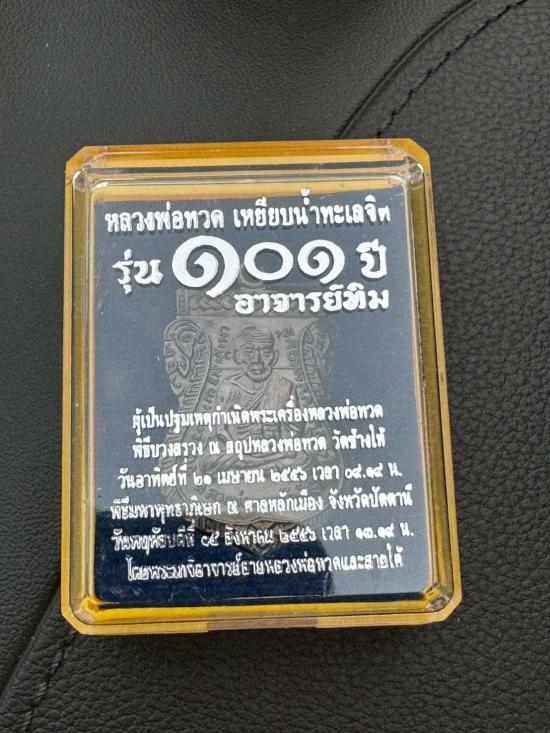 หลวงพ่อทวด เหยียบน้ำทะเลจืด
รุ่น ๑๐๑ ปี
อาจารย์ทิม
ผู้เป็นปฐมเหตุกำเนิดพระเครื่องหลวงพ่อทวด
พิธีบวงสรวง ณ สถูปหลวงพ่อทวด วัดช้างให้
วันอาทิตย์ที่ ๒๑ เมษายน ๒๕๕๖ เวลา ๐๙.๑๙ น.
พิธีมหาพุทธาภิเษก ณ ศาลหลักเมือง จังหวัดปัตตานี
วันพฤหัสบดีที่ ๑๕ สิงหาคม ๒๕๕๖ เวลา ๑๓.๑๙ น.
โดยพระเกจิอาจารย์สายหลวงพ่อทวดและสายใต้